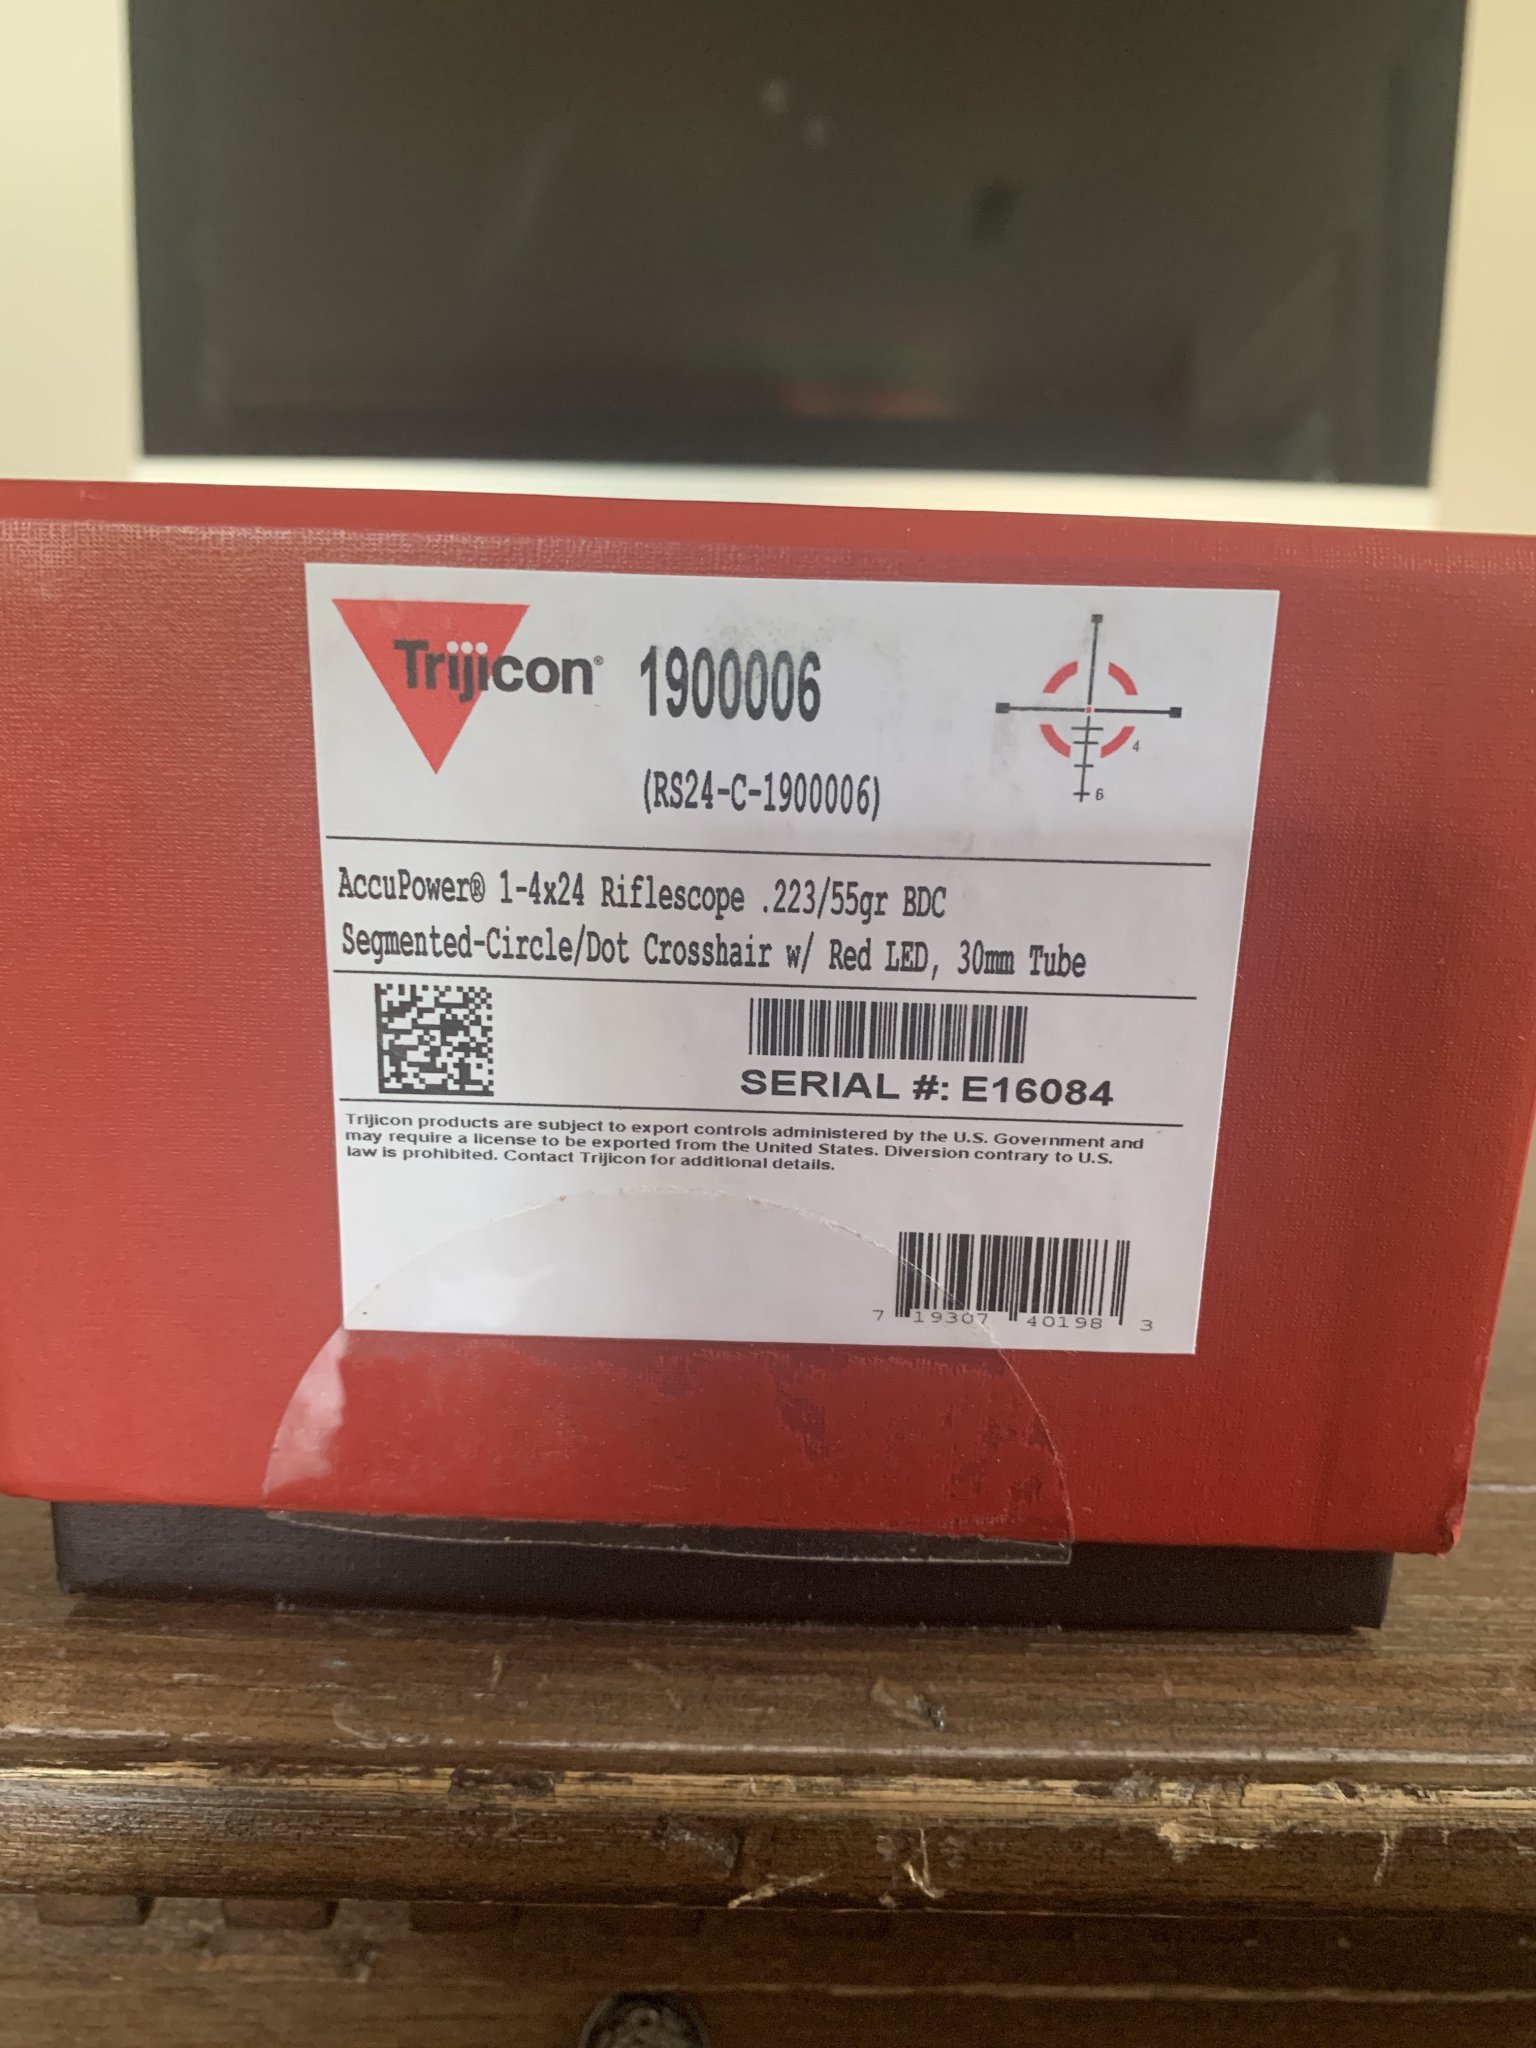 Trijicon®
1900006
(RS24-C-1900006)
4
6
AccuPower® 1-4x24 Riflescope .223/55gr BDC
Segmented-Circle/Dot Crosshair w/ Red LED, 30mm Tube
SERIAL #: E16084
Trijicon products are subject to export controls administered by the U.S. Government and
may require a license to be exported from the United States. Diversion contrary to U.S.
law is prohibited. Contact Trijicon for additional details.
7 19307 40198 3